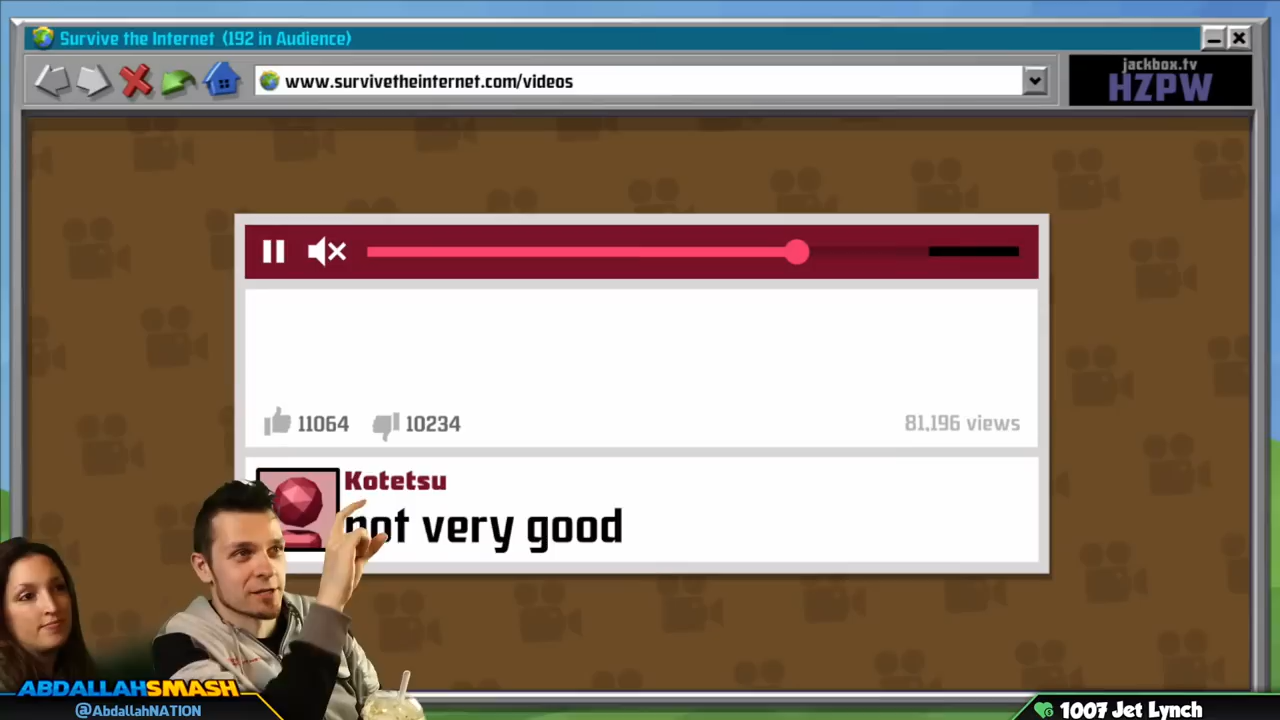 Survive the Internet (192 in Audience)
www.survivetheinternet.com/videos
jackbox.tv
HZPW
11064 10234 81,196 views
Kotetsu
not very good
ABDALLAHSMASH
@AbdallahNATION
1007 Jet Lynch